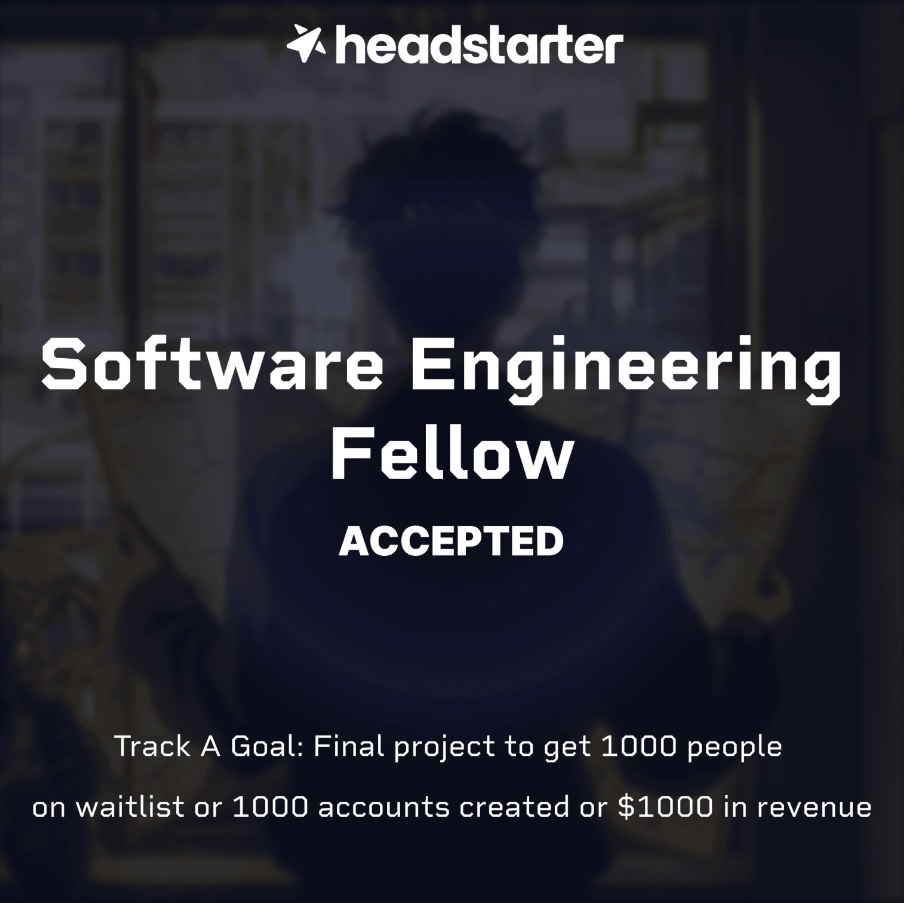 headstarter
Software Engineering
Fellow
ACCEPTED
Track A Goal: Final project to get 1000 people
on waitlist or 1000 accounts created or $1000 in revenue